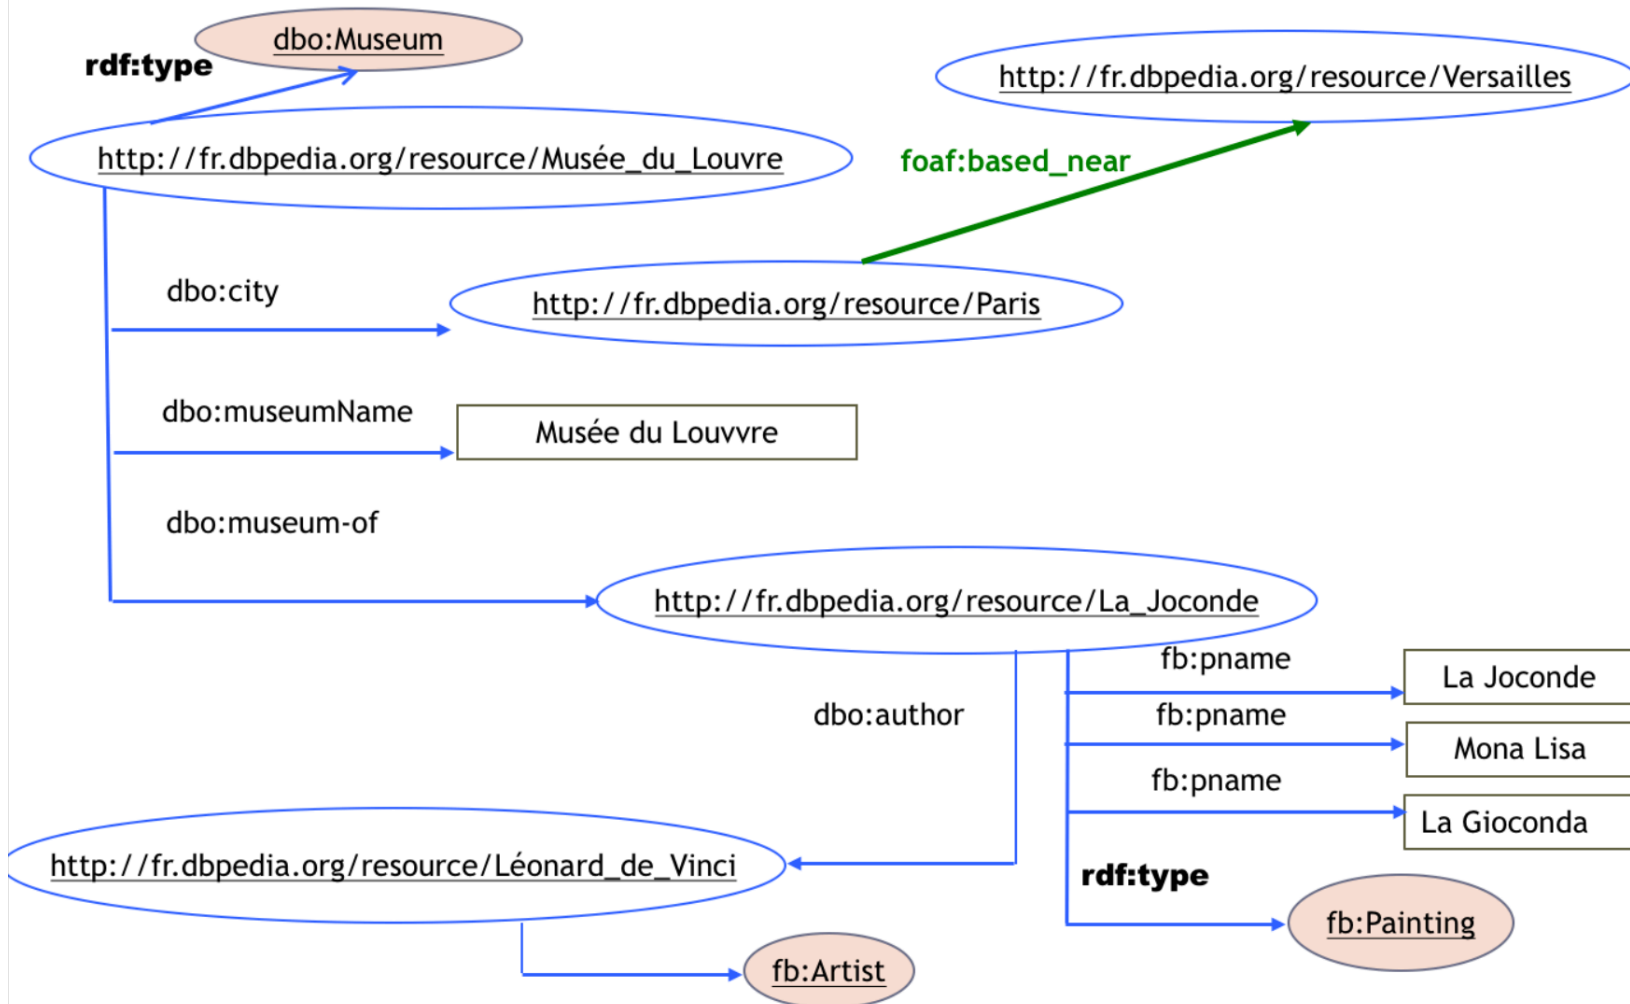 dbo:Museum
rdf:type
http://fr.dbpedia.org/resource/Versailles
http://fr.dbpedia.org/resource/Musée_du_Louvre
foaf:based_near
dbo:city
http://fr.dbpedia.org/resource/Paris
dbo:museumName
Musée du Louvvre
dbo:museum-of
http://fr.dbpedia.org/resource/La_Joconde
fb:pname
La Joconde
dbo:author
fb:pname
Mona Lisa
fb:pname
La Gioconda
http://fr.dbpedia.org/resource/Léonard_de_Vinci
rdf:type
fb:Painting
fb:Artist